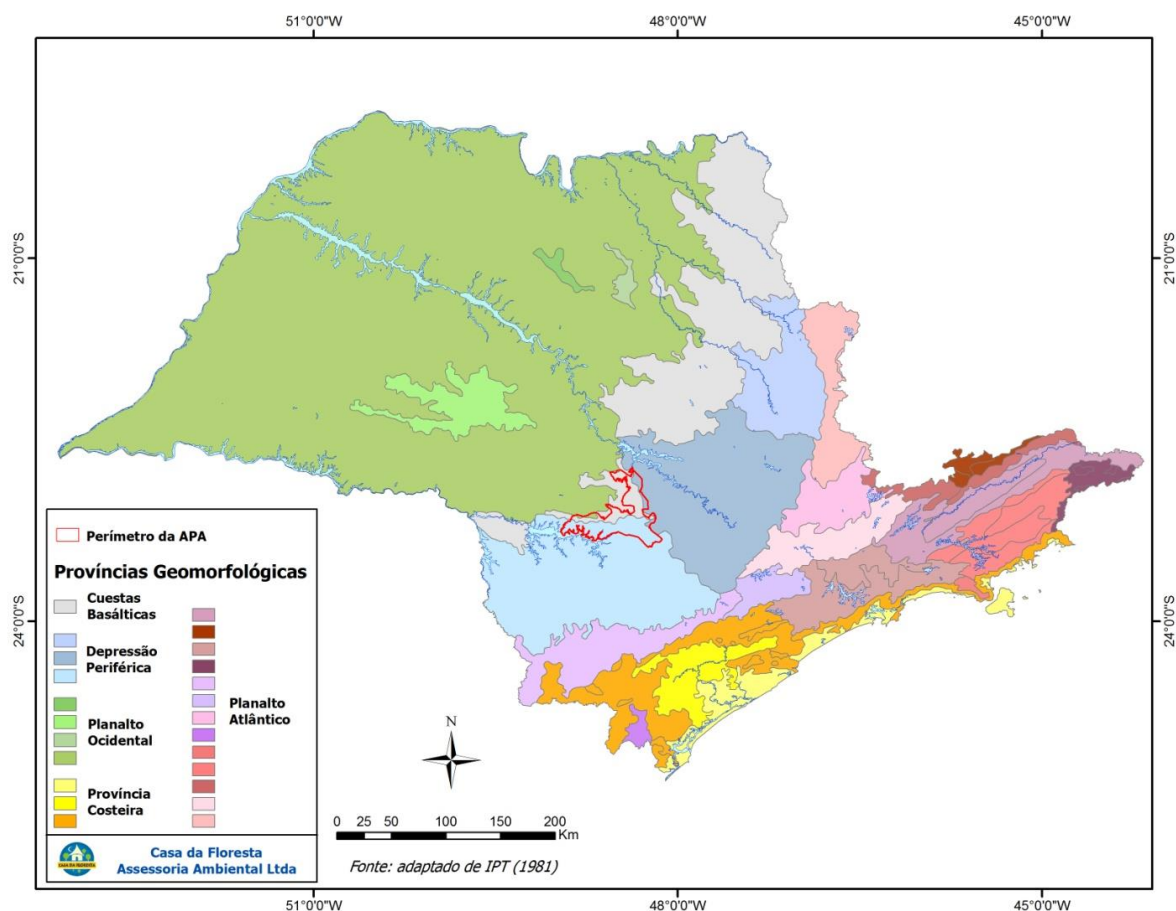 51°0'0"W
48°0'0"W
45°0'0"W
21°0'0"S
21°0'0"S
24°0'0"S
24°0'0"S
Perímetro da APA
Províncias Geomorfológicas
Cuestas
Basálticas
Depressão
Periférica
Planalto
Ocidental
Província
Costeira
Planalto
Atlântico
CASA DA FLORESTA
Casa da Floresta
Assessoria Ambiental Ltda
N
0 25 50 100 150 200
Km
Fonte: adaptado de IPT (1981)
51°0'0"W
48°0'0"W
45°0'0"W